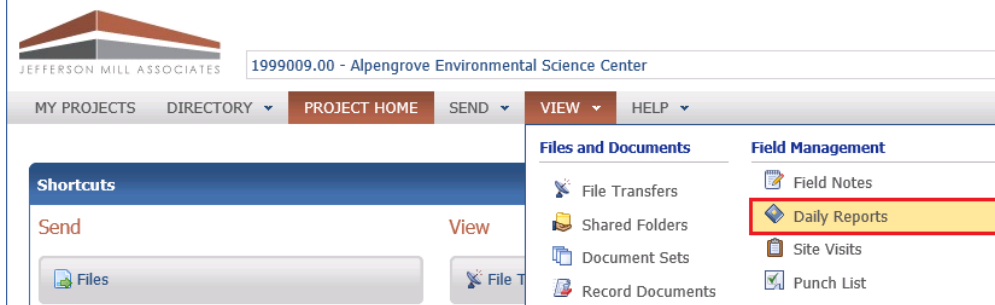 JEFFERSON MILL ASSOCIATES
1999009.00 - Alpengrove Environmental Science Center
MY PROJECTS DIRECTORY PROJECT HOME SEND VIEW HELP
Files and Documents Field Management
File Transfers Field Notes
Shared Folders Daily Reports
Document Sets Site Visits
Record Documents Punch List
Shortcuts
Send View
Files File T